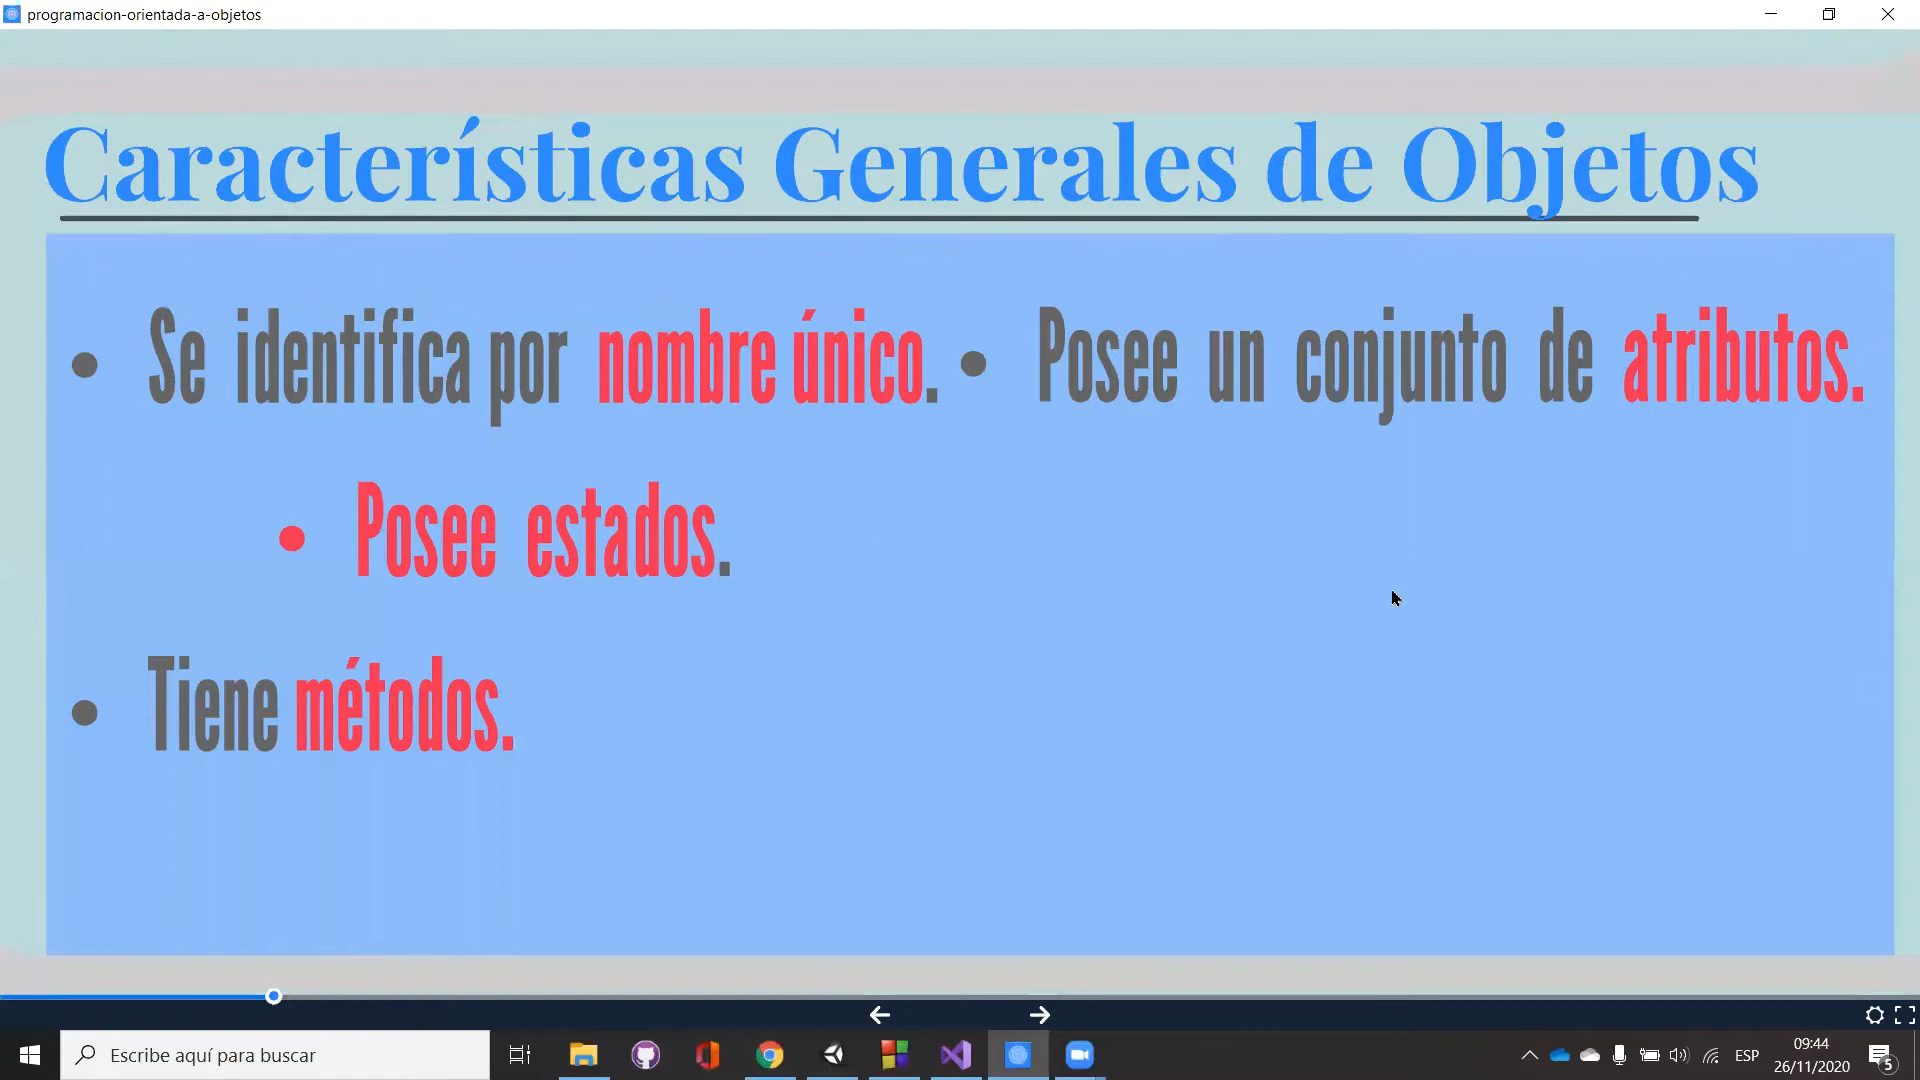 programacion-orientada-a-objetos
Características Generales de Objetos
• Se identifica por nombre único.
• Posee un conjunto de atributos.
• Posee estados.
• Tiene métodos.
Escribe aquí para buscar
ESP
09:44
26/11/2020
5